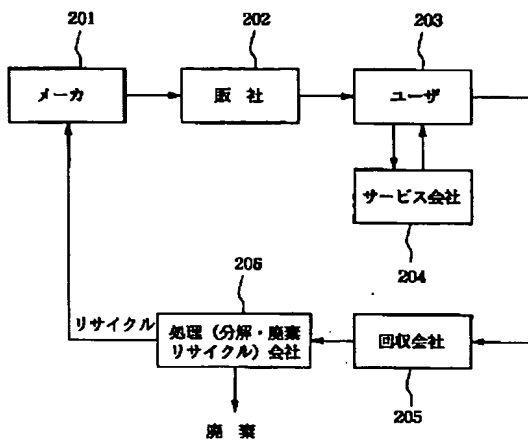 201
202
203
メーカ
販 社
ユーザ
サービス会社
204
206
リサイクル
処理（分解・廃棄
リサイクル）会社
回収会社
205
廃 棄